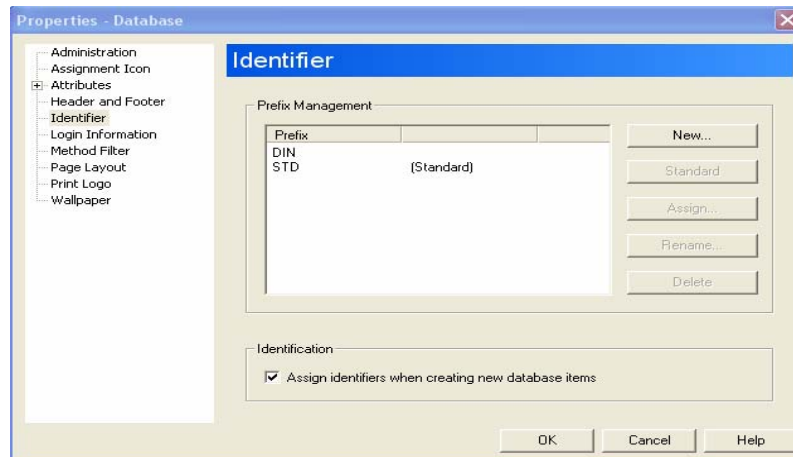 Properties - Database
Administration
Assignment Icon
Attributes
Header and Footer
Identifier
Login Information
Method Filter
Page Layout
Print Logo
Wallpaper
Identifier
Prefix Management
Prefix
DIN
STD (Standard)
New...
Standard
Assign...
Rename...
Delete
Identification
Assign identifiers when creating new database items
OK Cancel Help